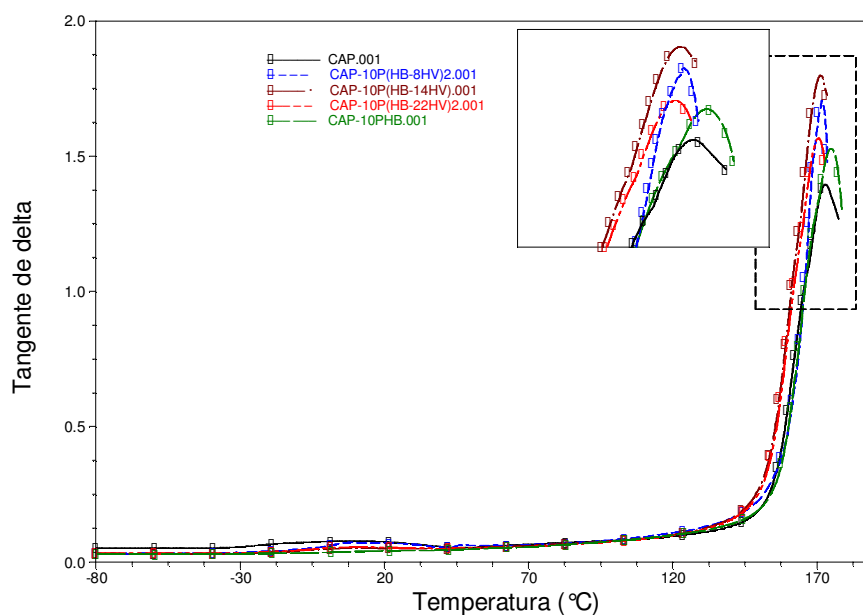 2.0
1.5
1.0
0.5
0.0
Tangente de delta
CAP.001
CAP-10P(HB-8HV)2.001
CAP-10P(HB-14HV).001
CAP-10P(HB-22HV)2.001
CAP-10PHB.001
-80 -30 20 70 120 170
Temperatura (°C)